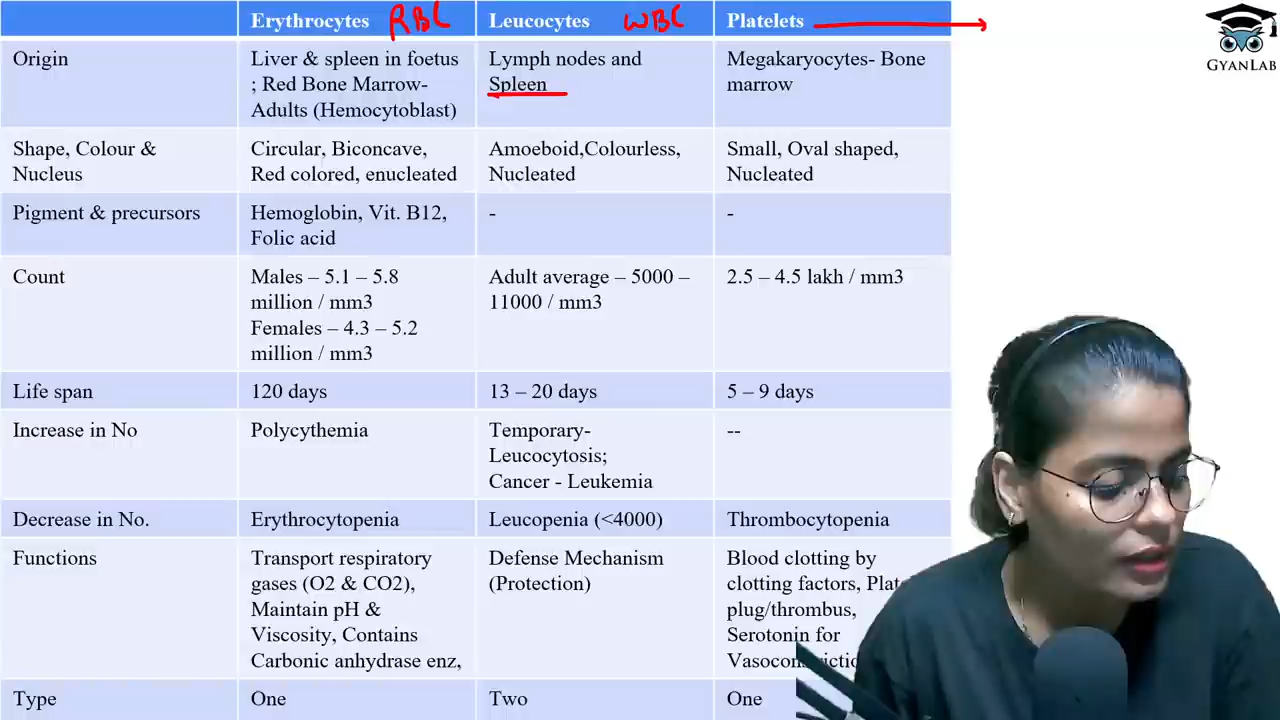 Erythrocytes RBC Leucocytes WBC Platelets
GYANLAB
Origin
Liver & spleen in foetus
; Red Bone Marrow-
Adults (Hemocytoblast)
Lymph nodes and
Spleen
Megakaryocytes- Bone
marrow
Shape, Colour &
Nucleus
Circular, Biconcave,
Red colored, enucleated
Amoeboid,Colourless,
Nucleated
Small, Oval shaped,
Nucleated
Pigment & precursors
Hemoglobin, Vit. B12,
Folic acid
-
-
Count
Males – 5.1 – 5.8
million / mm3
Females – 4.3 – 5.2
million / mm3
Adult average – 5000 –
11000 / mm3
2.5 – 4.5 lakh / mm3
Life span
120 days
13 – 20 days
5 – 9 days
Increase in No
Polycythemia
Temporary-
Leucocytosis;
Cancer - Leukemia
--
Decrease in No.
Erythrocytopenia
Leucopenia (<4000)
Thrombocytopenia
Functions
Transport respiratory
gases (O2 & CO2),
Maintain pH &
Viscosity, Contains
Carbonic anhydrase enz,
Defense Mechanism
(Protection)
Blood clotting by
clotting factors,
plug/thrombus,
Serotonin for
Type
One
Two
One